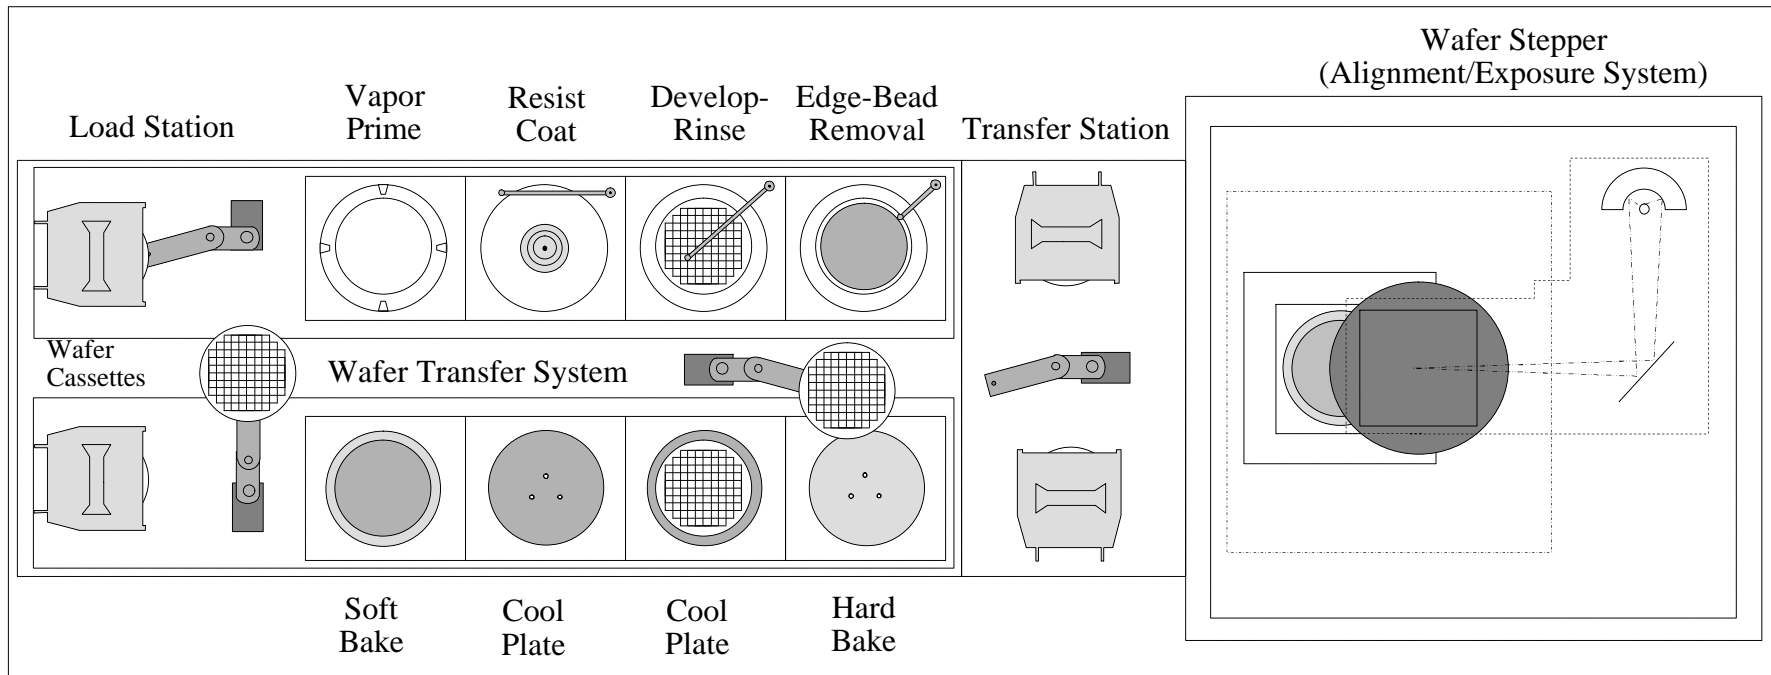 Wafer Stepper
(Alignment/Exposure System)
Load Station
Vapor
Prime
Resist
Coat
Develop-
Rinse
Edge-Bead
Removal
Transfer Station
Wafer
Cassettes
Wafer Transfer System
Soft
Bake
Cool
Plate
Cool
Plate
Hard
Bake